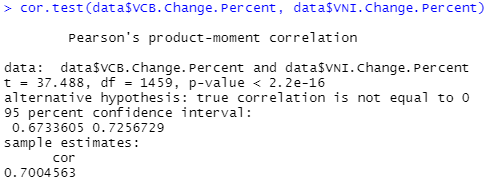 > cor.test(data$VCB.Change.Percent, data$VNI.Change.Percent)
Pearson's product-moment correlation
data:  data$VCB.Change.Percent and data$VNI.Change.Percent
t = 37.488, df = 1459, p-value < 2.2e-16
alternative hypothesis: true correlation is not equal to 0
95 percent confidence interval:
 0.6733605 0.7256729
sample estimates:
      cor
0.7004563